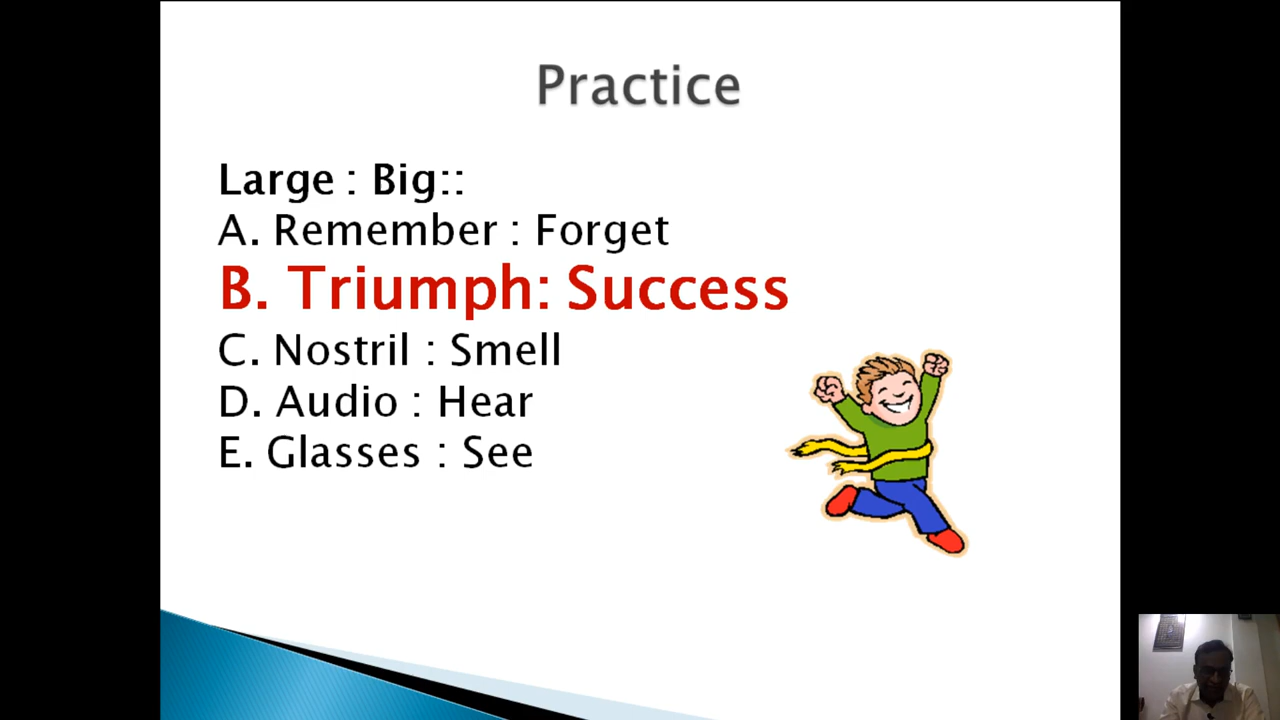 Practice
Large : Big::
A. Remember : Forget
B. Triumph: Success
C. Nostril : Smell
D. Audio : Hear
E. Glasses : See